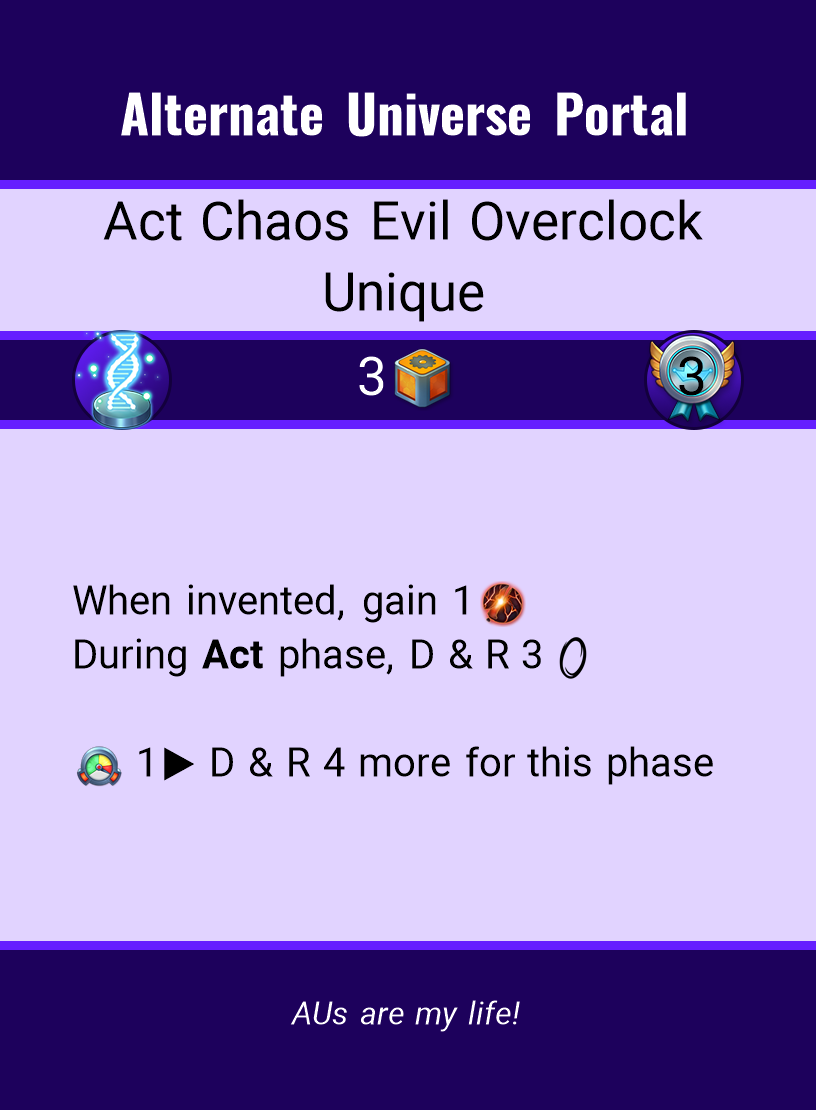 Alternate Universe Portal
Act Chaos Evil Overclock
Unique
3
3
When invented, gain 1
During Act phase, D & R 3
1▶ D & R 4 more for this phase
AUs are my life!